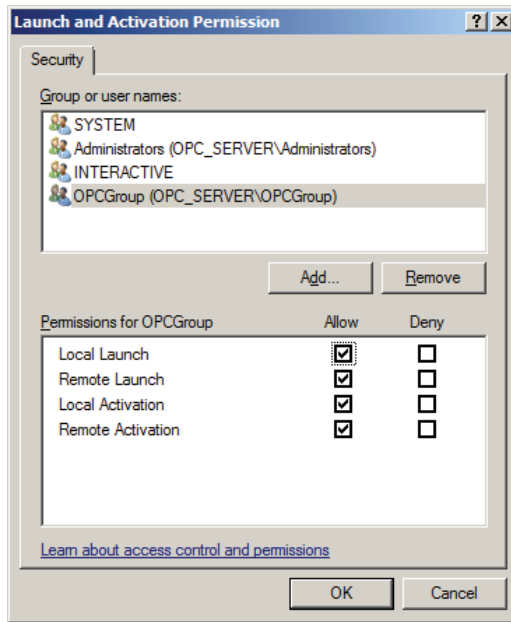 Launch and Activation Permission
Security
Group or user names:
SYSTEM
Administrators (OPC_SERVER\Administrators)
INTERACTIVE
OPCGroup (OPC_SERVER\OPCGroup)
Add... Remove
Permissions for OPCGroup Allow Deny
Local Launch
Remote Launch
Local Activation
Remote Activation
Learn about access control and permissions
OK Cancel